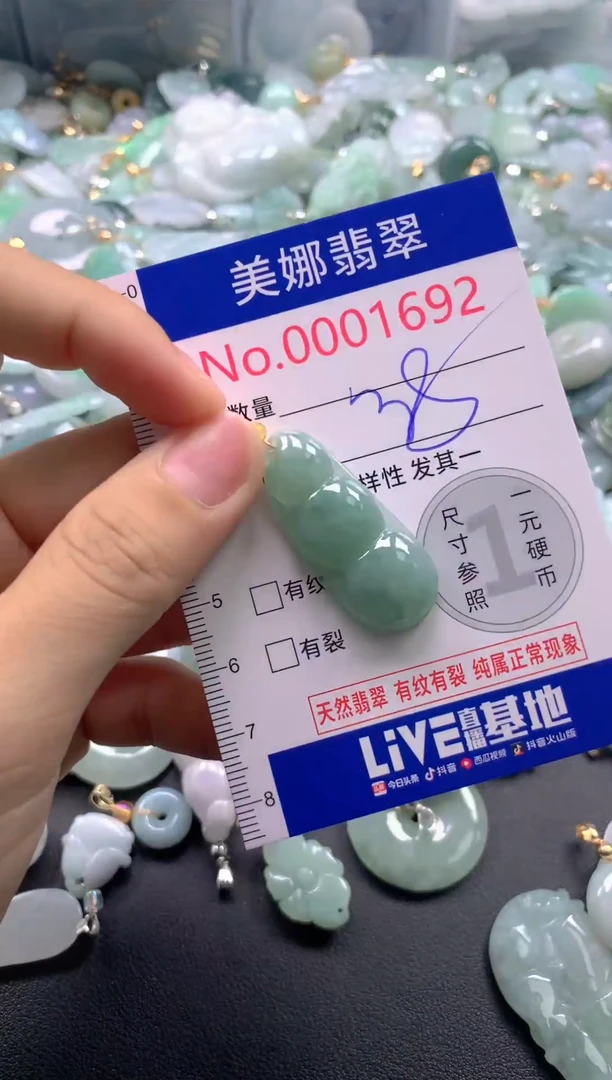 美娜翡翠
0
No.0001692
数量
样性 发其一
尺寸参照
1
一元硬币
5
有纹
6
有裂
天然翡翠 有纹有裂 纯属正常现象
7
LiVE直播基地
8
今日头条 抖音 西瓜视频 抖音火山版